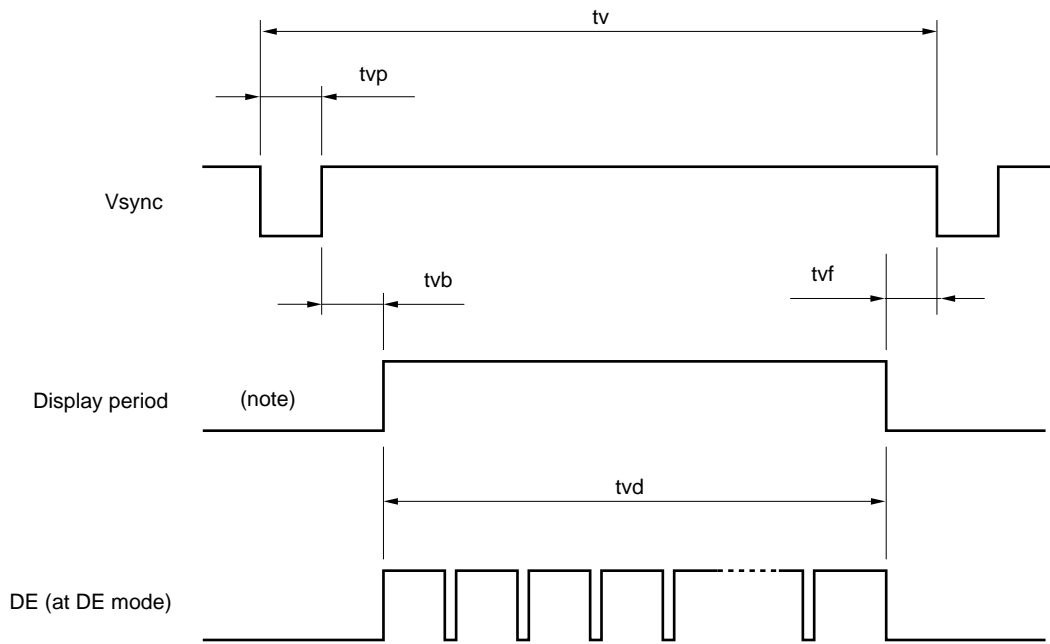 tv
tvp
Vsync
tvb
tvf
Display period
(note)
tvd
DE (at DE mode)